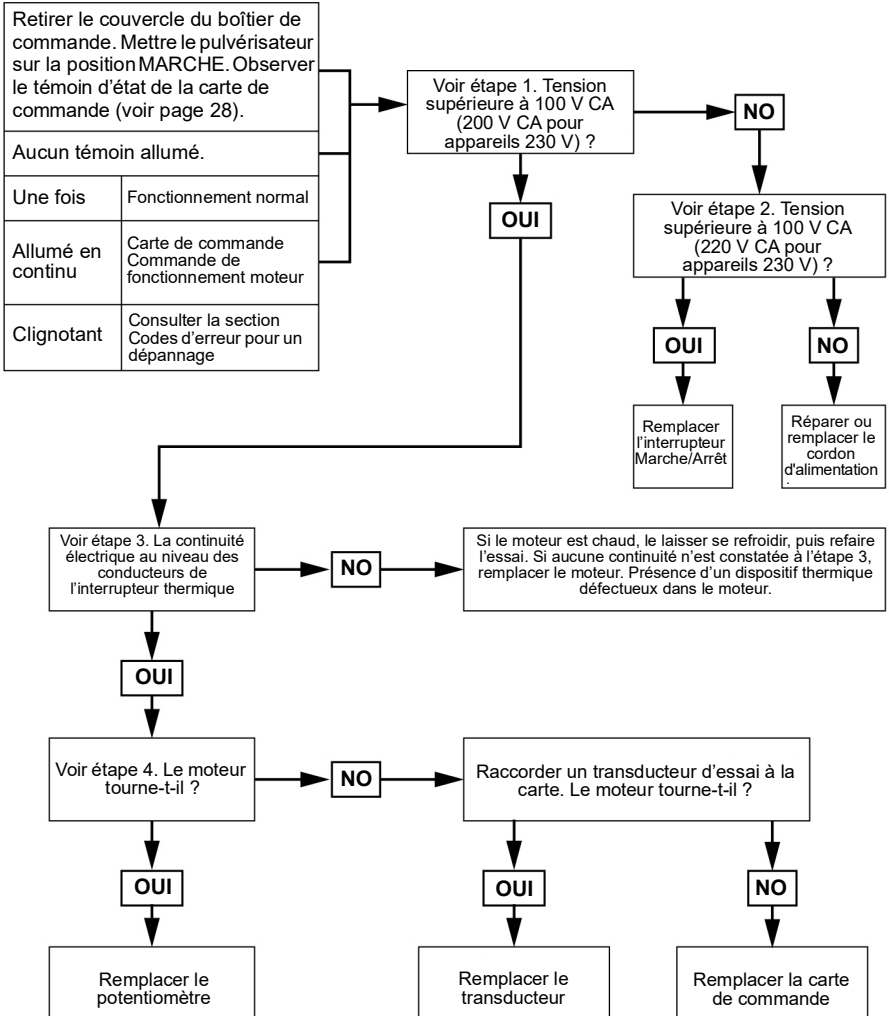 Retirer le couvercle du boîtier de
commande. Mettre le pulvérisateur
sur la position MARCHE. Observer
le témoin d'état de la carte de
commande (voir page 28).
Aucun témoin allumé.
Une fois
Fonctionnement normal
Allumé en
continu
Carte de commande
Commande de
fonctionnement moteur
Clignotant
Consulter la section
Codes d'erreur pour un
dépannage
Voir étape 1. Tension
supérieure à 100 V CA
(200 V CA pour
appareils 230 V) ?
NO
OUI
Voir étape 2. Tension
supérieure à 100 V CA
(220 V CA pour
appareils 230 V) ?
OUI
NO
Remplacer
l'interrupteur
Marche/Arrêt
Réparer ou
remplacer le
cordon
d'alimentation
.
Voir étape 3. La continuité
électrique au niveau des
conducteurs de
l'interrupteur thermique
NO
Si le moteur est chaud, le laisser se refroidir, puis refaire
l'essai. Si aucune continuité n'est constatée à l'étape 3,
remplacer le moteur. Présence d'un dispositif thermique
défectueux dans le moteur.
OUI
Voir étape 4. Le moteur
tourne-t-il ?
NO
Raccorder un transducteur d'essai à la
carte. Le moteur tourne-t-il ?
OUI
OUI
NO
Remplacer le
potentiomètre
Remplacer le
transducteur
Remplacer la carte
de commande